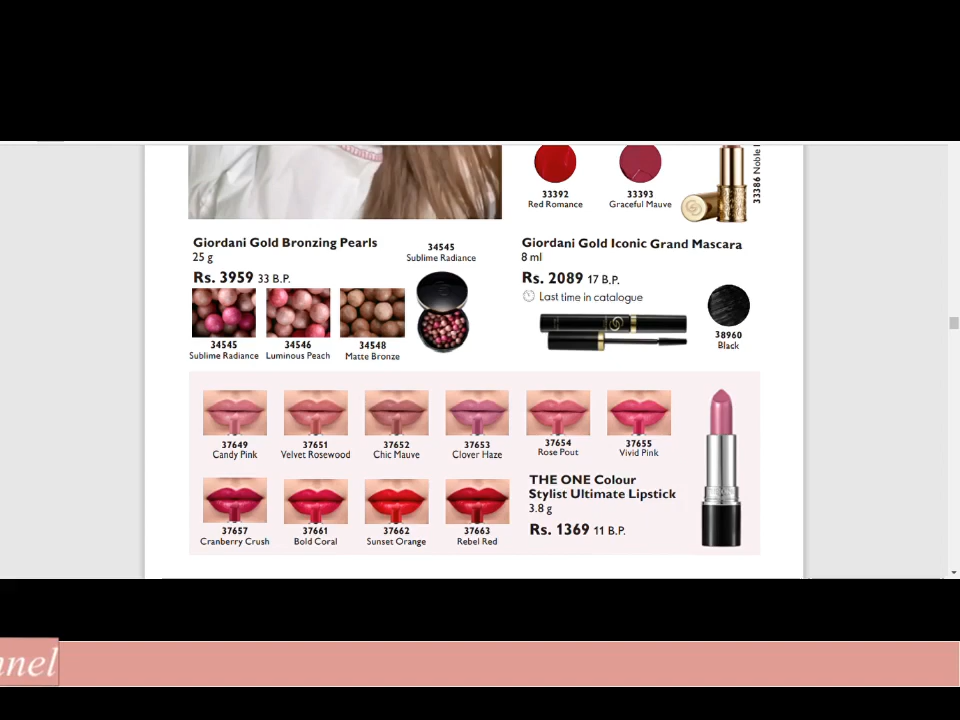 33392
Red Romance
33393
Graceful Mauve
33386 Noble
Giordani Gold Bronzing Pearls
25 g
Rs. 3959 33 B.P.
34545
Sublime Radiance
34545
Sublime Radiance
34546
Luminous Peach
34548
Matte Bronze
Giordani Gold Iconic Grand Mascara
8 ml
Rs. 2089 17 B.P.
Last time in catalogue
38960
Black
37649
Candy Pink
37651
Velvet Rosewood
37652
Chic Mauve
37653
Clover Haze
37654
Rose Pout
37655
Vivid Pink
37657
Cranberry Crush
37661
Bold Coral
37662
Sunset Orange
37663
Rebel Red
THE ONE Colour
Stylist Ultimate Lipstick
3.8 g
Rs. 1369 11 B.P.
nnel